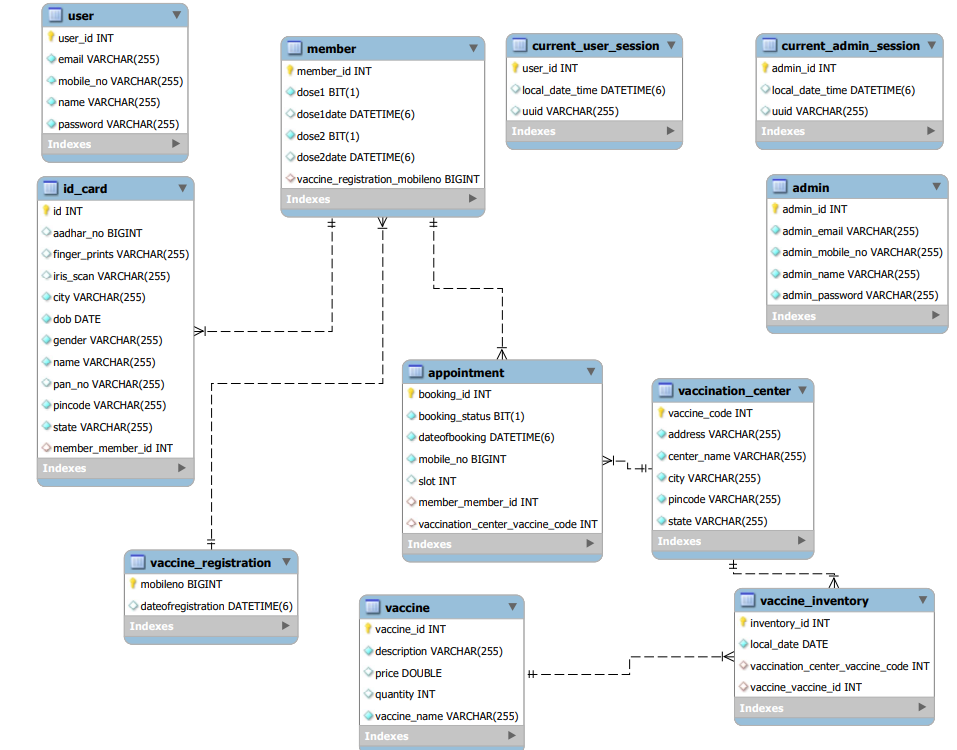 user
user_id INT
email VARCHAR(255)
mobile_no VARCHAR(255)
name VARCHAR(255)
password VARCHAR(255)
Indexes
member
member_id INT
dose1 BIT(1)
dose1date DATETIME(6)
dose2 BIT(1)
dose2date DATETIME(6)
vaccine_registration_mobileno BIGINT
Indexes
current_user_session
user_id INT
local_date_time DATETIME(6)
uuid VARCHAR(255)
Indexes
current_admin_session
admin_id INT
local_date_time DATETIME(6)
uuid VARCHAR(255)
Indexes
id_card
id INT
aadhar_no BIGINT
finger_prints VARCHAR(255)
iris_scan VARCHAR(255)
city VARCHAR(255)
dob DATE
gender VARCHAR(255)
name VARCHAR(255)
pan_no VARCHAR(255)
pincode VARCHAR(255)
state VARCHAR(255)
member_member_id INT
Indexes
admin
admin_id INT
admin_email VARCHAR(255)
admin_mobile_no VARCHAR(255)
admin_name VARCHAR(255)
admin_password VARCHAR(255)
Indexes
appointment
booking_id INT
booking_status BIT(1)
dateofbooking DATETIME(6)
mobile_no BIGINT
slot INT
member_member_id INT
vaccination_center_vaccine_code INT
Indexes
vaccination_center
vaccine_code INT
address VARCHAR(255)
center_name VARCHAR(255)
city VARCHAR(255)
pincode VARCHAR(255)
state VARCHAR(255)
Indexes
vaccine_registration
mobileno BIGINT
dateofregistration DATETIME(6)
Indexes
vaccine
vaccine_id INT
description VARCHAR(255)
price DOUBLE
quantity INT
vaccine_name VARCHAR(255)
Indexes
vaccine_inventory
inventory_id INT
local_date DATE
vaccination_center_vaccine_code INT
vaccine_vaccine_id INT
Indexes